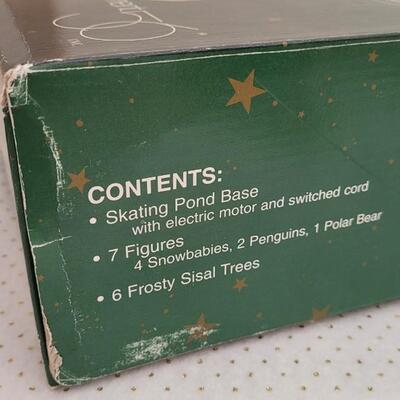 CONTENTS:
• Skating Pond Base
with electric motor and switched cord
• 7 Figures
4 Snowbabies, 2 Penguins, 1 Polar Bear
• 6 Frosty Sisal Trees